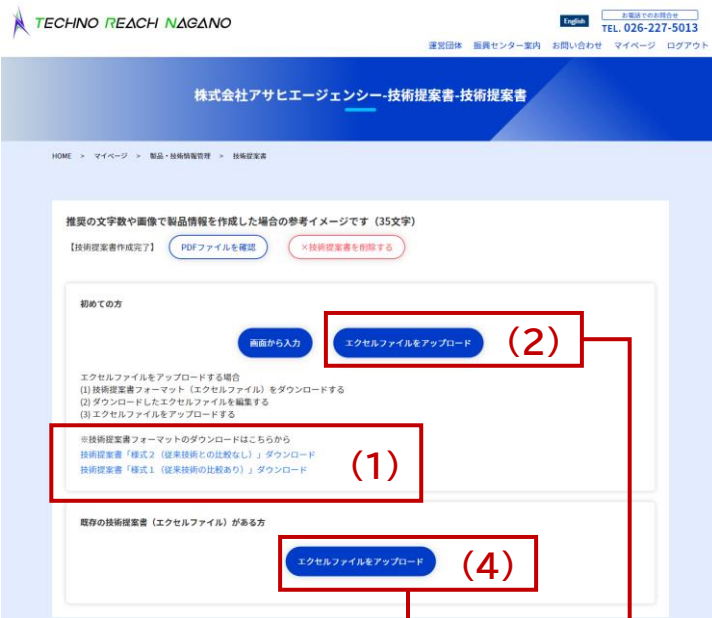 TECHNO REACH NAGANO
English
お電話でのお問合せ
TEL. 026-227-5013
運営団体 振興センター案内 お問い合わせ マイページ ログアウト
株式会社アサヒエージェンシー-技術提案書-技術提案書
HOME > マイページ > 製品・技術情報管理 > 技術提案書
推奨の文字数や画像で製品情報を作成した場合の参考イメージです（35文字）
【技術提案書作成完了】 PDFファイルを確認 ×技術提案書を削除する
初めての方
画面から入力 エクセルファイルをアップロード (2)
エクセルファイルをアップロードする場合
(1) 技術提案書フォーマット（エクセルファイル）をダウンロードする
(2) ダウンロードしたエクセルファイルを編集する
(3) エクセルファイルをアップロードする
※技術提案書フォーマットのダウンロードはこちらから
技術提案書「様式２（従来技術との比較なし）」ダウンロード
技術提案書「様式１（従来技術の比較あり）」ダウンロード
(1)
既存の技術提案書（エクセルファイル）がある方
エクセルファイルをアップロード (4)